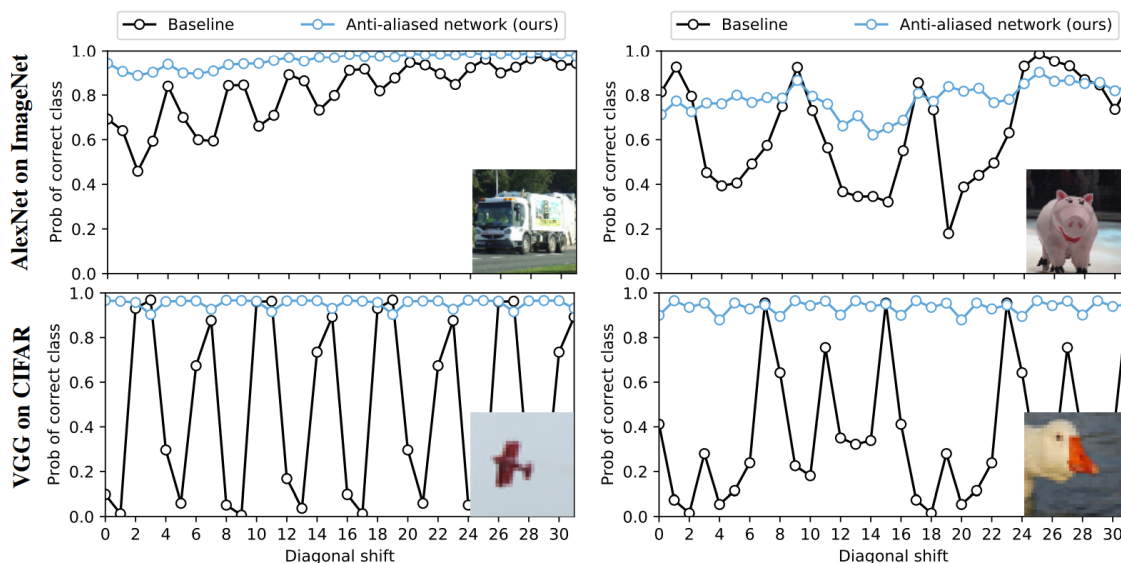 Baseline Anti-aliased network (ours)
Baseline Anti-aliased network (ours)
AlexNet on ImageNet
Prob of correct class
1.0
0.8
0.6
0.4
0.2
0.0
Prob of correct class
1.0
0.8
0.6
0.4
0.2
0.0
VGG on CIFAR
Prob of correct class
1.0
0.8
0.6
0.4
0.2
0.0
0 2 4 6 8 10 12 14 16 18 20 22 24 26 28 30
Diagonal shift
Prob of correct class
1.0
0.8
0.6
0.4
0.2
0.0
0 2 4 6 8 10 12 14 16 18 20 22 24 26 28 30
Diagonal shift